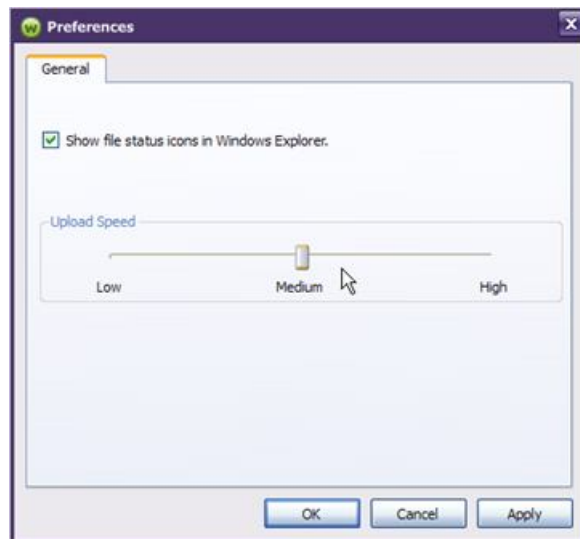 Preferences
General
Show file status icons in Windows Explorer.
Upload Speed
Low Medium High
OK Cancel Apply